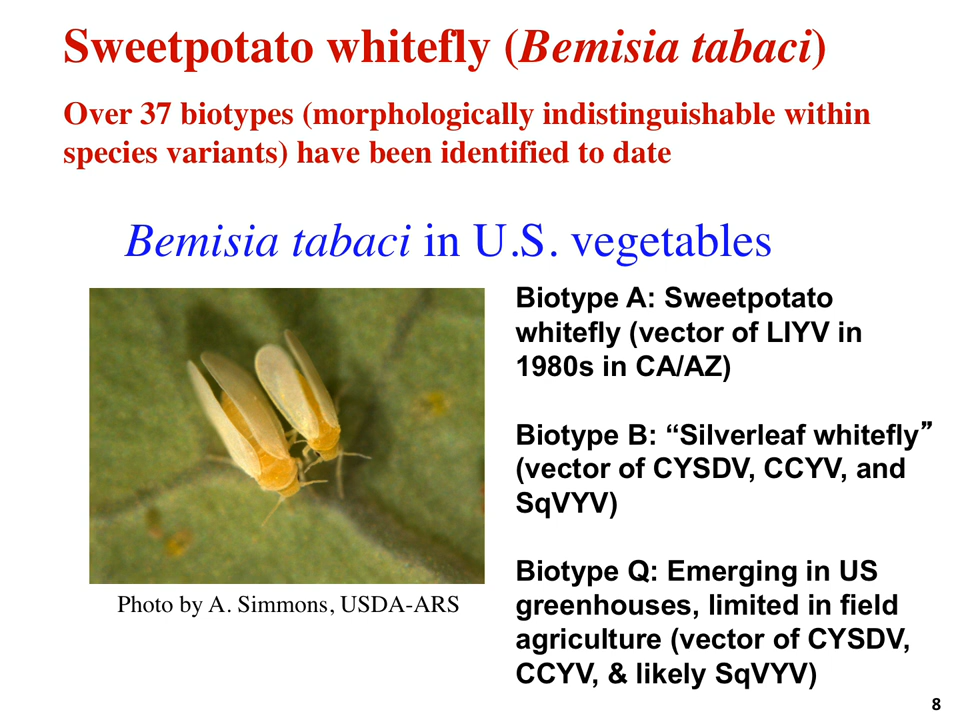 Sweetpotato whitefly (Bemisia tabaci)
Over 37 biotypes (morphologically indistinguishable within
species variants) have been identified to date
Bemisia tabaci in U.S. vegetables
Biotype A: Sweetpotato
whitefly (vector of LIYV in
1980s in CA/AZ)
Biotype B: “Silverleaf whitefly”
(vector of CYSDV, CCYV, and
SqVYV)
Biotype Q: Emerging in US
greenhouses, limited in field
agriculture (vector of CYSDV,
CCYV, & likely SqVYV)
Photo by A. Simmons, USDA-ARS
8